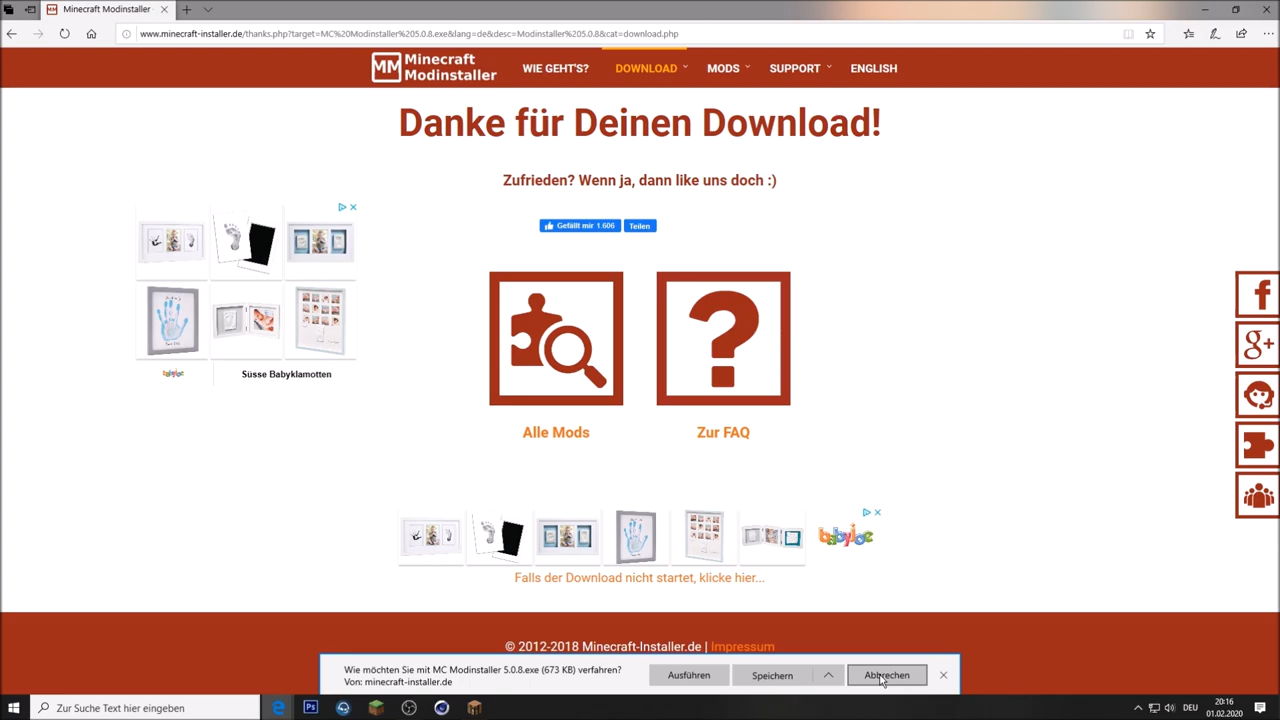 Minecraft Modinstaller
www.minecraft-installer.de/thanks.php?target=MC%20Modinstaller%205.0.8.exe&lang=de&desc=Modinstaller%205.0.8&cat=download.php
MM Minecraft
Modinstaller
WIE GEHT'S?
DOWNLOAD
MODS
SUPPORT
ENGLISH
Danke für Deinen Download!
Zufrieden? Wenn ja, dann like uns doch :)
Gefällt mir 1.606
Teilen
babyjoe
Süsse Babyklamotten
Alle Mods
Zur FAQ
babyjoe
Falls der Download nicht startet, klicke hier...
© 2012-2018 Minecraft-Installer.de | Impressum
Wie möchten Sie mit MC Modinstaller 5.0.8.exe (673 KB) verfahren?
Von: minecraft-installer.de
Ausführen
Speichern
Abbrechen
Zur Suche Text hier eingeben
Ps
DEU
20:16
01.02.2020